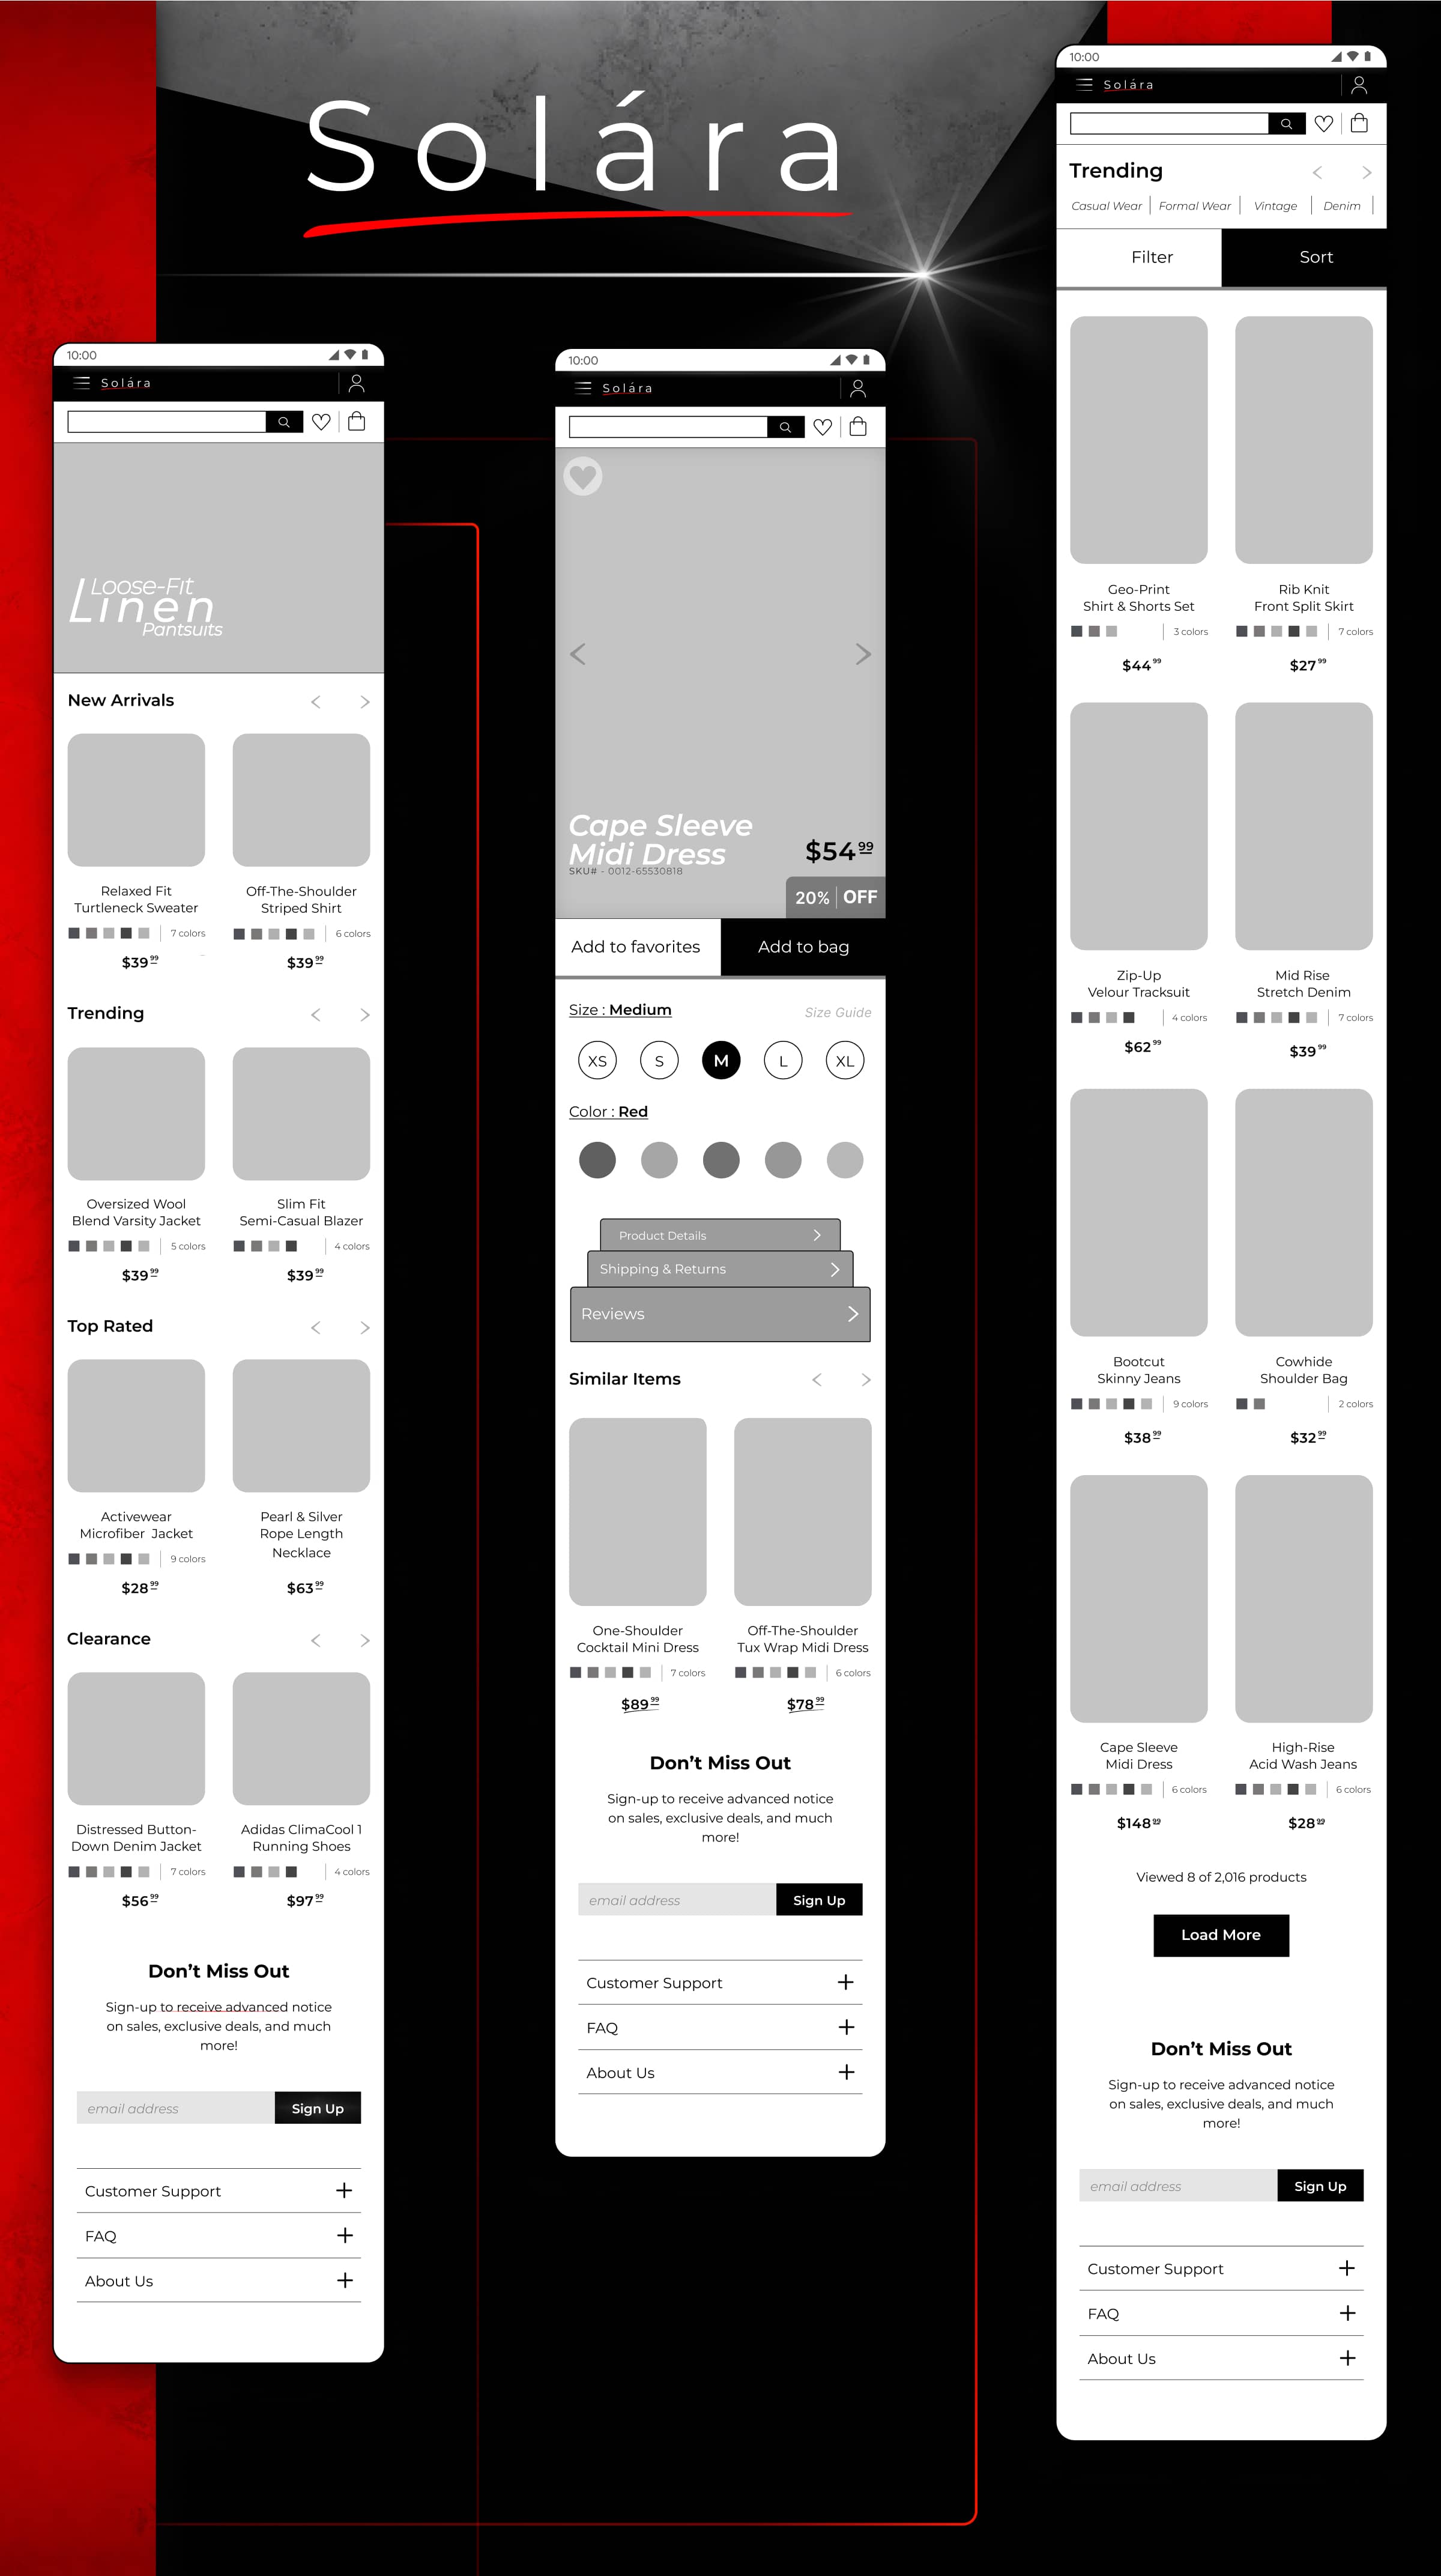 Solára
10:00
Solára
Loose-Fit
Linen
Pantsuits
New Arrivals
Relaxed Fit
Turtleneck Sweater
7 colors
$39 99
Off-The-Shoulder
Striped Shirt
6 colors
$39 99
Trending
Oversized Wool
Blend Varsity Jacket
5 colors
$39 99
Slim Fit
Semi-Casual Blazer
4 colors
$39 99
Top Rated
Activewear
Microfiber Jacket
9 colors
$28 99
Pearl & Silver
Rope Length
Necklace
$63 99
Clearance
Distressed Button-
Down Denim Jacket
7 colors
$56 99
Adidas ClimaCool 1
Running Shoes
4 colors
$97 99
Don’t Miss Out
Sign-up to receive advanced notice
on sales, exclusive deals, and much
more!
email address
Sign Up
Customer Support
FAQ
About Us
10:00
Solára
Cape Sleeve
Midi Dress
SKU# - 0012-65530818
$54 99
20% | OFF
Add to favorites
Add to bag
Size : Medium
Size Guide
XS S M L XL
Color : Red
Product Details
Shipping & Returns
Reviews
Similar Items
One-Shoulder
Cocktail Mini Dress
7 colors
$89 99
Off-The-Shoulder
Tux Wrap Midi Dress
6 colors
$78 99
Don’t Miss Out
Sign-up to receive advanced notice
on sales, exclusive deals, and much
more!
email address
Sign Up
Customer Support
FAQ
About Us
10:00
Solára
Trending
Casual Wear | Formal Wear | Vintage | Denim
Filter
Sort
Geo-Print
Shirt & Shorts Set
3 colors
$44 99
Rib Knit
Front Split Skirt
7 colors
$27 99
Zip-Up
Velour Tracksuit
4 colors
$62 99
Mid Rise
Stretch Denim
7 colors
$39 99
Bootcut
Skinny Jeans
9 colors
$38 99
Cowhide
Shoulder Bag
2 colors
$32 99
Cape Sleeve
Midi Dress
6 colors
$148 99
High-Rise
Acid Wash Jeans
6 colors
$28 99
Viewed 8 of 2,016 products
Load More
Don’t Miss Out
Sign-up to receive advanced notice
on sales, exclusive deals, and much
more!
email address
Sign Up
Customer Support
FAQ
About Us